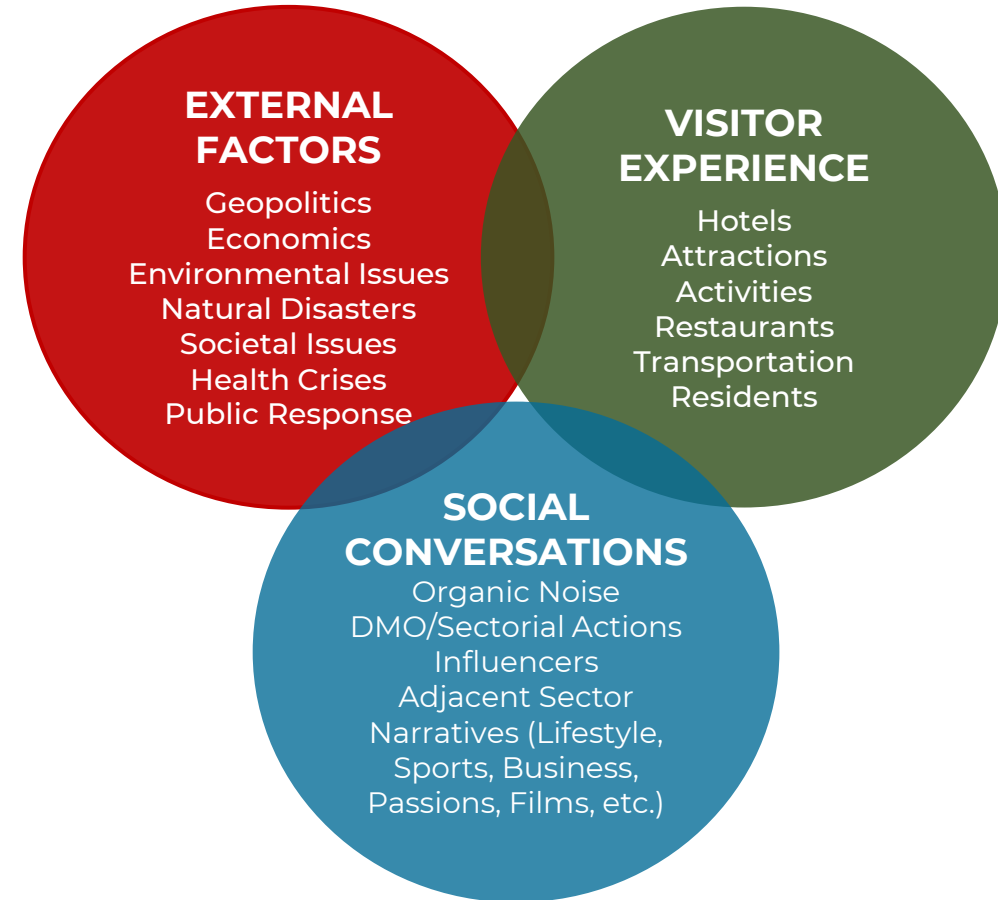 EXTERNAL
FACTORS
Geopolitics
Economics
Environmental Issues
Natural Disasters
Societal Issues
Health Crises
Public Response
VISITOR
EXPERIENCE
Hotels
Attractions
Activities
Restaurants
Transportation
Residents
SOCIAL
CONVERSATIONS
Organic Noise
DMO/Sectorial Actions
Influencers
Adjacent Sector
Narratives (Lifestyle,
Sports, Business,
Passions, Films, etc.)